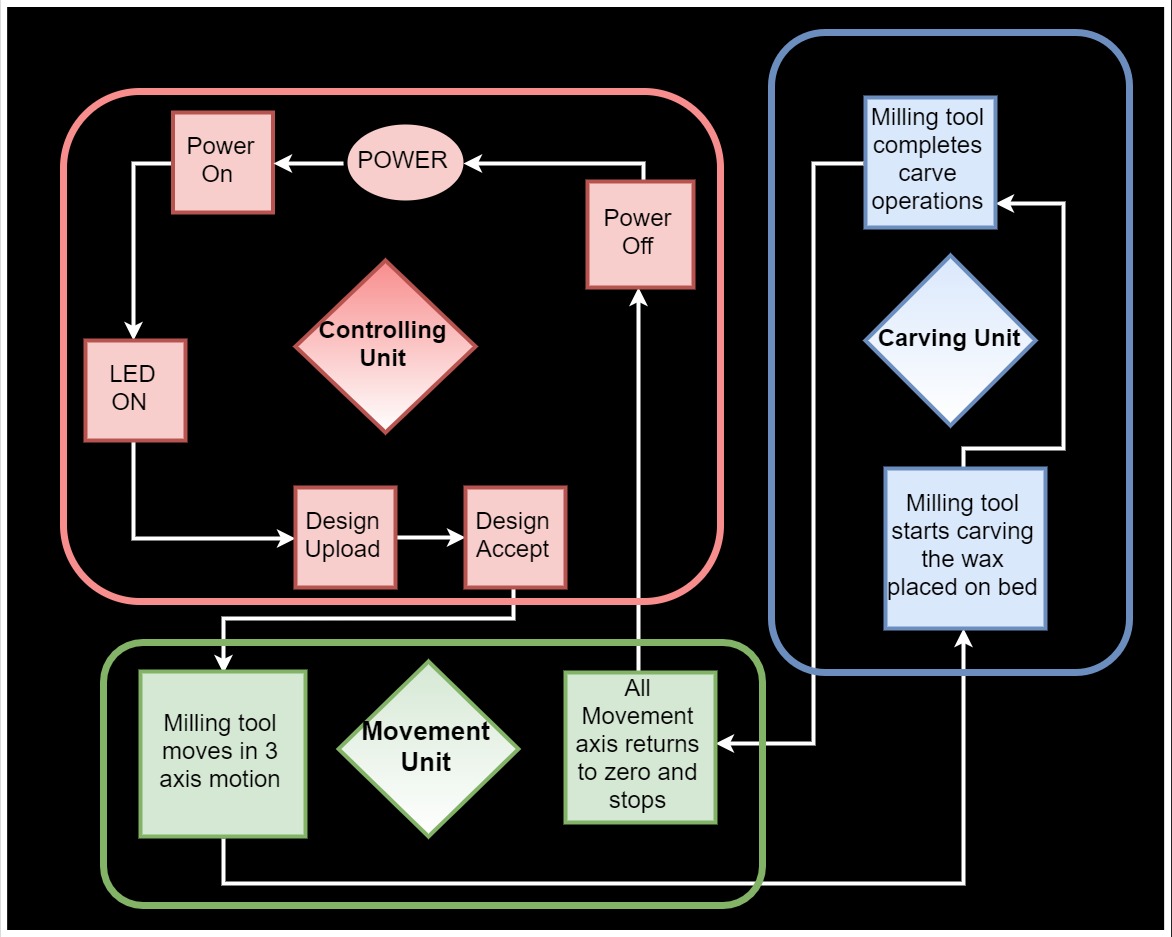 Power
On
POWER
Power
Off
Controlling
Unit
LED
ON
Design
Upload
Design
Accept
Milling tool
completes
carve
operations
Carving Unit
Milling tool
starts carving
the wax
placed on bed
Milling tool
moves in 3
axis motion
Movement
Unit
All
Movement
axis returns
to zero and
stops